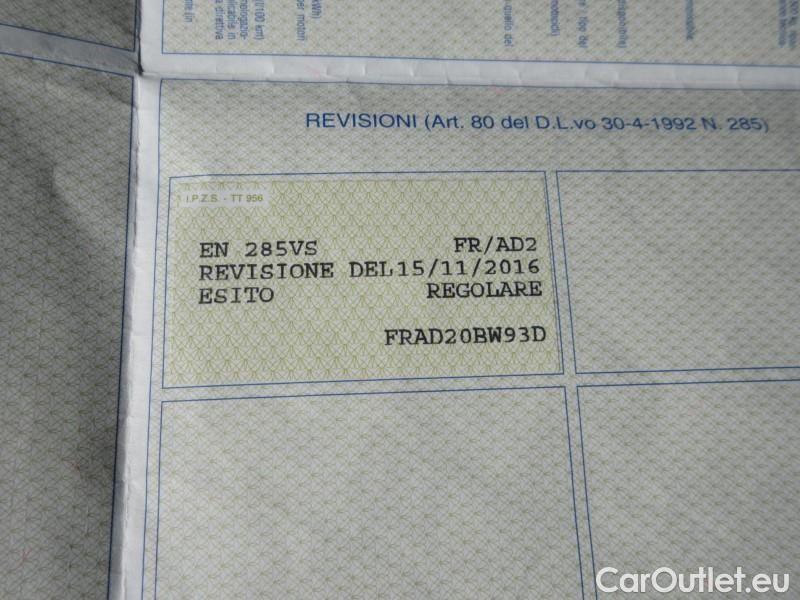 REVISIONI (Art. 80 del D.L.vo 30-4-1992 N. 285)
I.P.Z.S. - TT 956
EN 285VS FR/AD2
REVISIONE DEL15/11/2016
ESITO REGOLARE
FRAD20BW93D
CarOutlet.eu